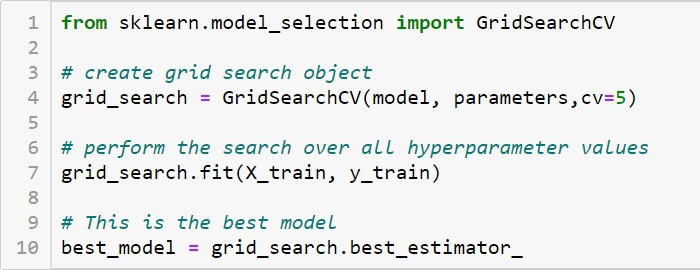 1 from sklearn.model_selection import GridSearchCV
2
3 # create grid search object
4 grid_search = GridSearchCV(model, parameters,cv=5)
5
6 # perform the search over all hyperparameter values
7 grid_search.fit(X_train, y_train)
8
9 # This is the best model
10 best_model = grid_search.best_estimator_